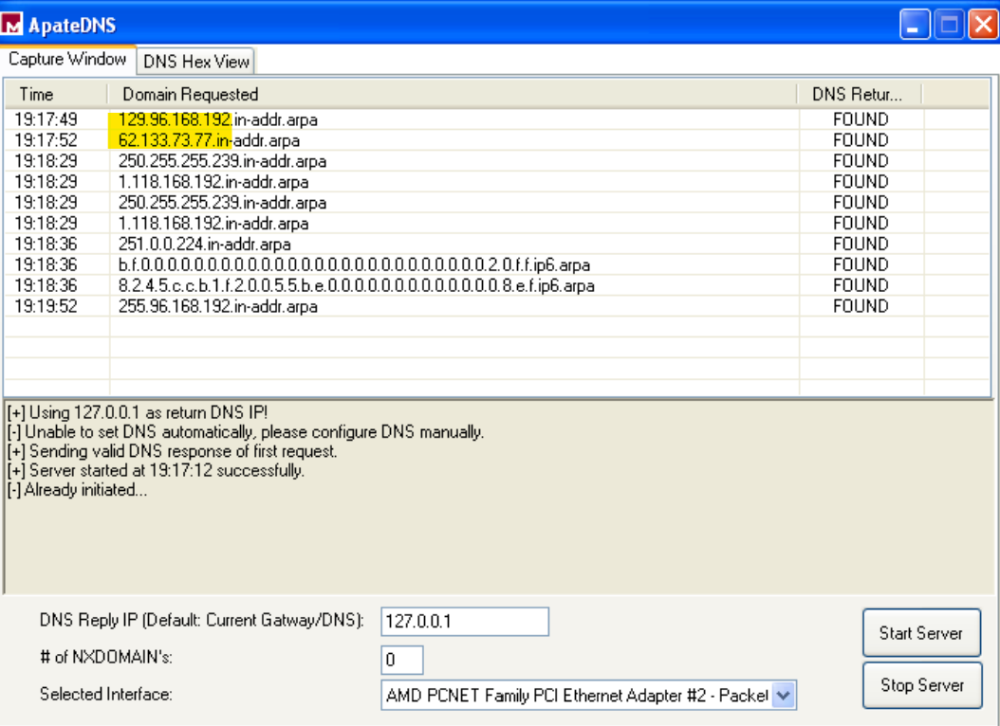 ApateDNS
Capture Window DNS Hex View
Time Domain Requested DNS Retur...
19:17:49 129.96.168.192.in-addr.arpa FOUND
19:17:52 62.133.73.77.in-addr.arpa FOUND
19:18:29 250.255.255.239.in-addr.arpa FOUND
19:18:29 1.118.168.192.in-addr.arpa FOUND
19:18:29 250.255.255.239.in-addr.arpa FOUND
19:18:29 1.118.168.192.in-addr.arpa FOUND
19:18:36 251.0.0.224.in-addr.arpa FOUND
19:18:36 b.f.0.0.0.0.0.0.0.0.0.0.0.0.0.0.0.0.0.0.0.0.0.0.0.0.0.0.2.0.f.f.ip6.arpa FOUND
19:18:36 8.2.4.5.c.c.b.1.f.2.0.0.5.5.b.e.0.0.0.0.0.0.0.0.0.0.0.0.0.8.e.f.ip6.arpa FOUND
19:19:52 255.96.168.192.in-addr.arpa FOUND
[+] Using 127.0.0.1 as return DNS IP!
[-] Unable to set DNS automatically, please configure DNS manually.
[+] Sending valid DNS response of first request.
[+] Server started at 19:17:12 successfully.
[-] Already initiated...
DNS Reply IP (Default: Current Gatway/DNS): 127.0.0.1
Start Server
# of NXDOMAIN's: 0
Stop Server
Selected Interface: AMD PCNET Family PCI Ethernet Adapter #2 - Packet